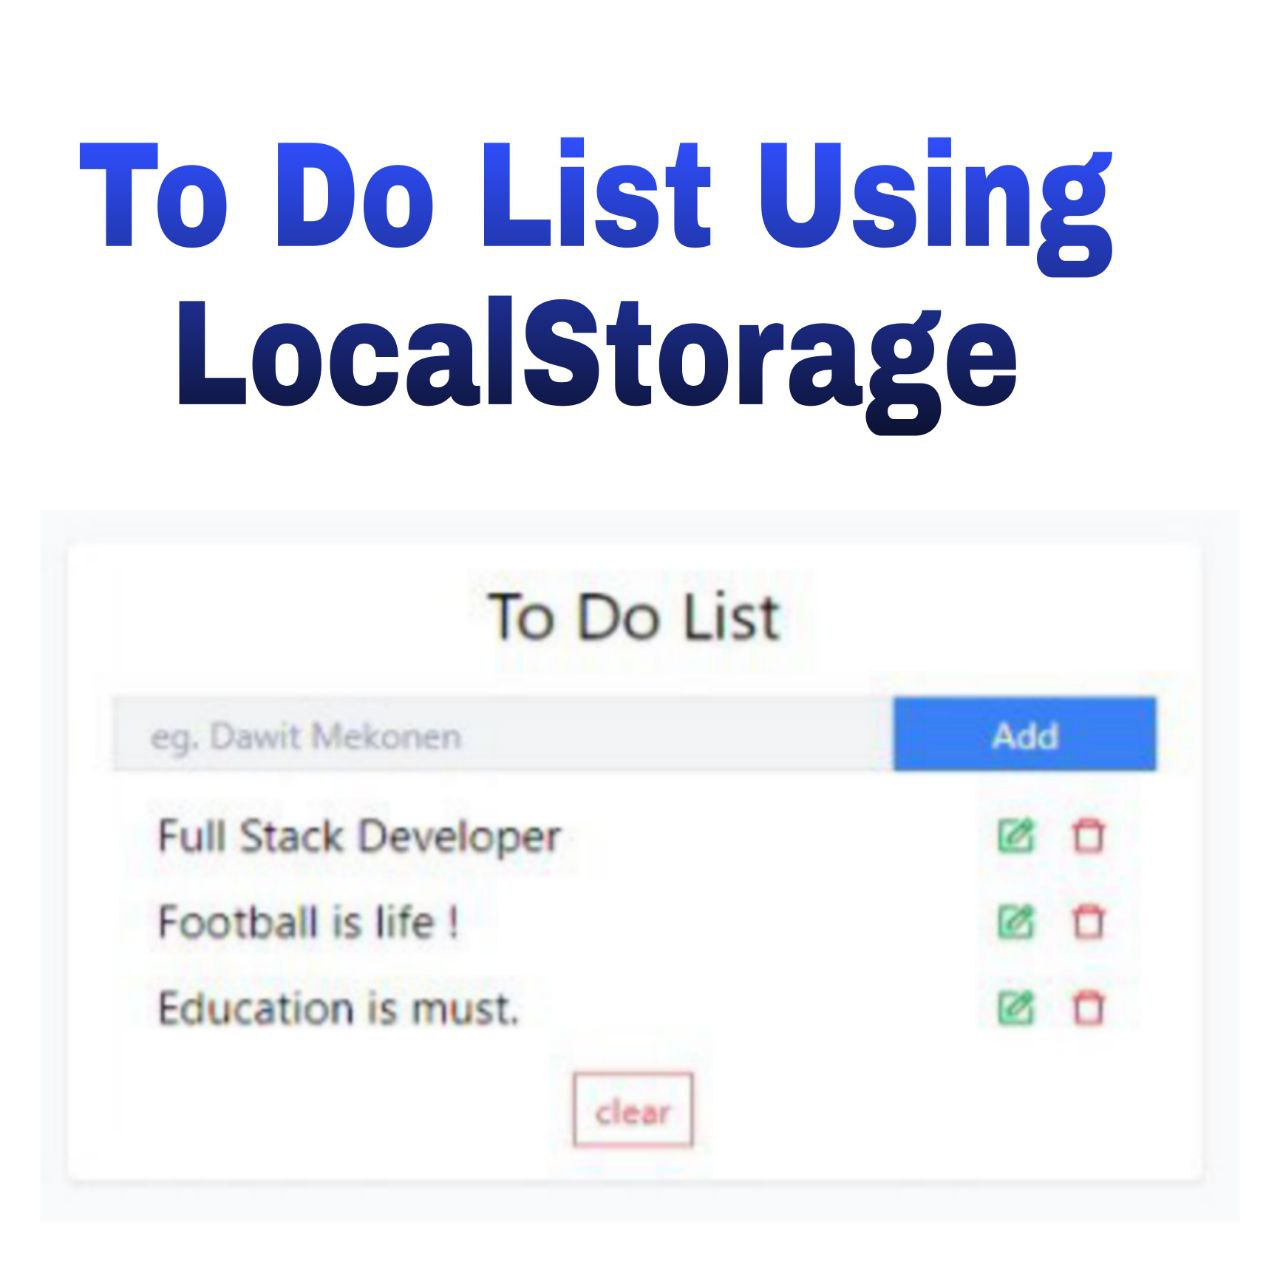 To Do List Using
LocalStorage
To Do List
eg. Dawit Mekonen
Add
Full Stack Developer
Football is life !
Education is must.
clear